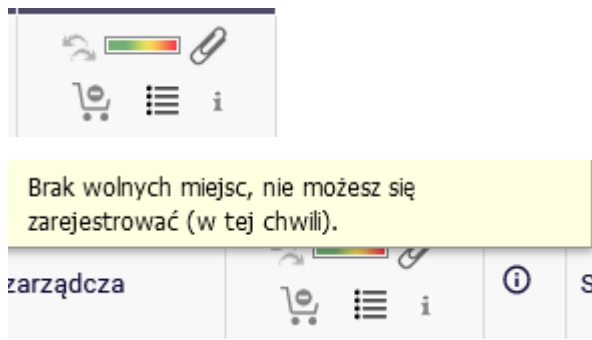 i
Brak wolnych miejsc, nie możesz się
zarejestrować (w tej chwili).
zarządcza
i